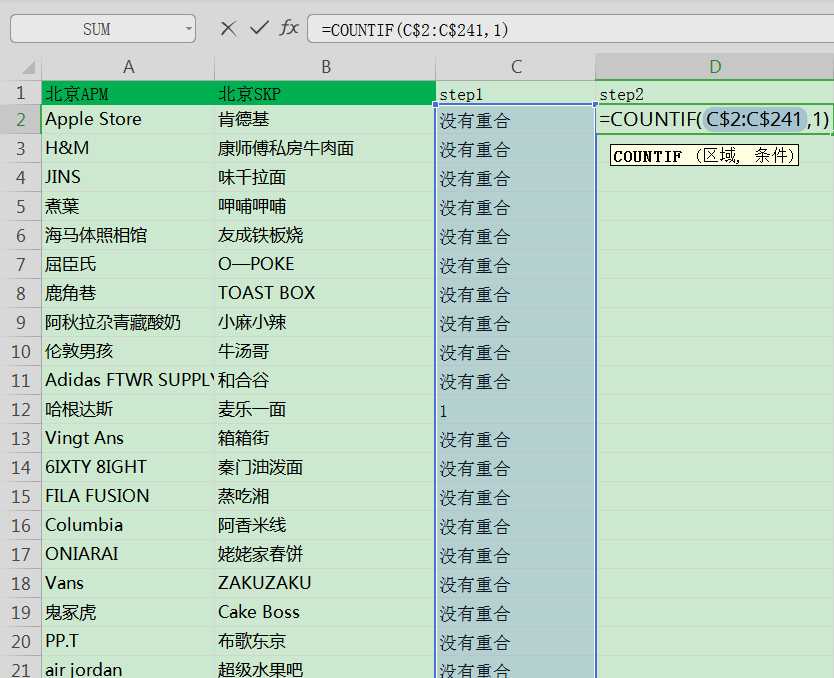 SUM =COUNTIF(C$2:C$241,1)
A B C D
1 北京APM 北京SKP step1 step2
2 Apple Store 肯德基 没有重合 =COUNTIF(C$2:C$241,1)
3 H&M 康师傅私房牛肉面 没有重合 COUNTIF (区域, 条件)
4 JINS 味千拉面 没有重合
5 煮葉 呷哺呷哺 没有重合
6 海马体照相馆 友成铁板烧 没有重合
7 屈臣氏 O—POKE 没有重合
8 鹿角巷 TOAST BOX 没有重合
9 阿秋拉尕青藏酸奶 小麻小辣 没有重合
10 伦敦男孩 牛汤哥 没有重合
11 Adidas FTWR SUPPLY 和合谷 没有重合
12 哈根达斯 麦乐一面 1
13 Vingt Ans 箱箱街 没有重合
14 6IXTY 8IGHT 秦门油泼面 没有重合
15 FILA FUSION 蒸吃湘 没有重合
16 Columbia 阿香米线 没有重合
17 ONIARAI 姥姥家春饼 没有重合
18 Vans ZAKUZAKU 没有重合
19 鬼冢虎 Cake Boss 没有重合
20 PP.T 布歌东京 没有重合
21 air jordan 超级水果吧 没有重合